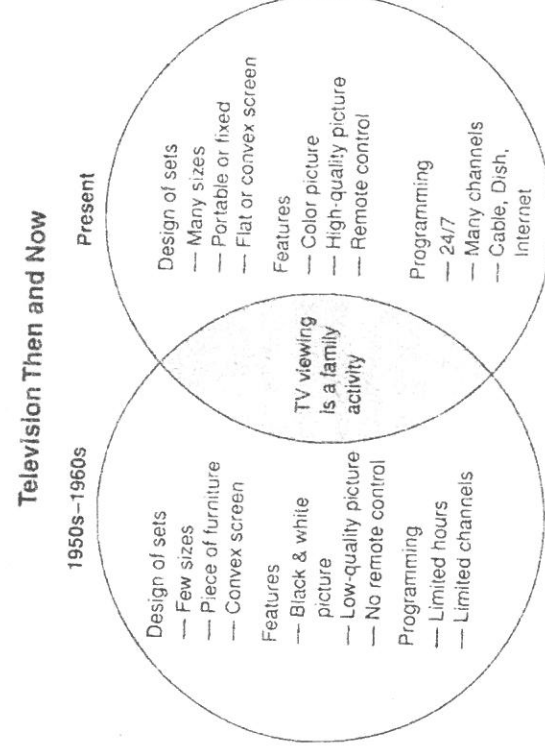 Television Then and Now
1950s–1960s
Design of sets
— Few sizes
— Piece of furniture
— Convex screen
Features
— Black & white
picture
— Low-quality picture
— No remote control
Programming
— Limited hours
— Limited channels
TV viewing
is a family
activity
Present
Design of sets
— Many sizes
— Portable or fixed
— Flat or convex screen
Features
— Color picture
— High-quality picture
— Remote control
Programming
— 24/7
— Many channels
— Cable, Dish,
Internet